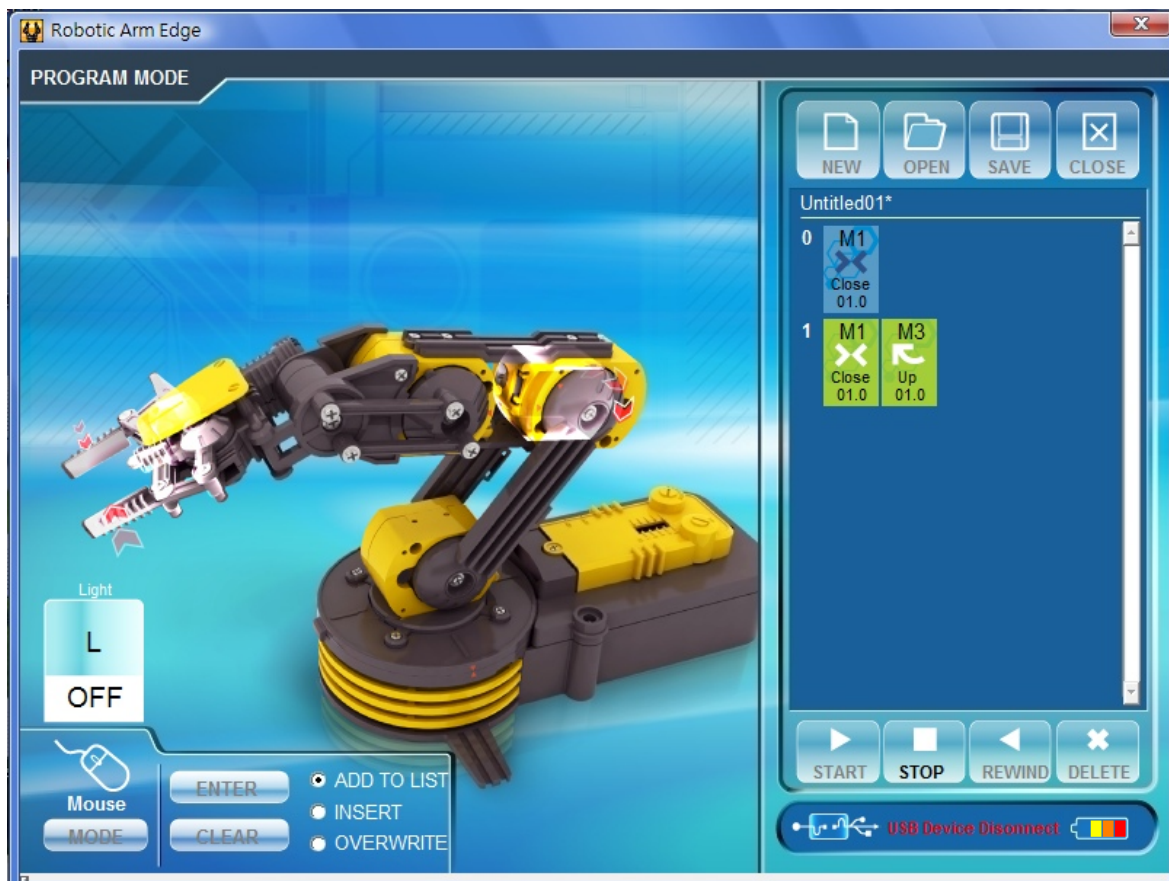 Robotic Arm Edge
PROGRAM MODE
NEW
OPEN
SAVE
CLOSE
Untitled01*
0
M1
Close
01.0
1
M1
Close
01.0
M3
Up
01.0
Light
L
OFF
Mouse
MODE
ENTER
CLEAR
ADD TO LIST
INSERT
OVERWRITE
START
STOP
REWIND
DELETE
USB Device Disonnect